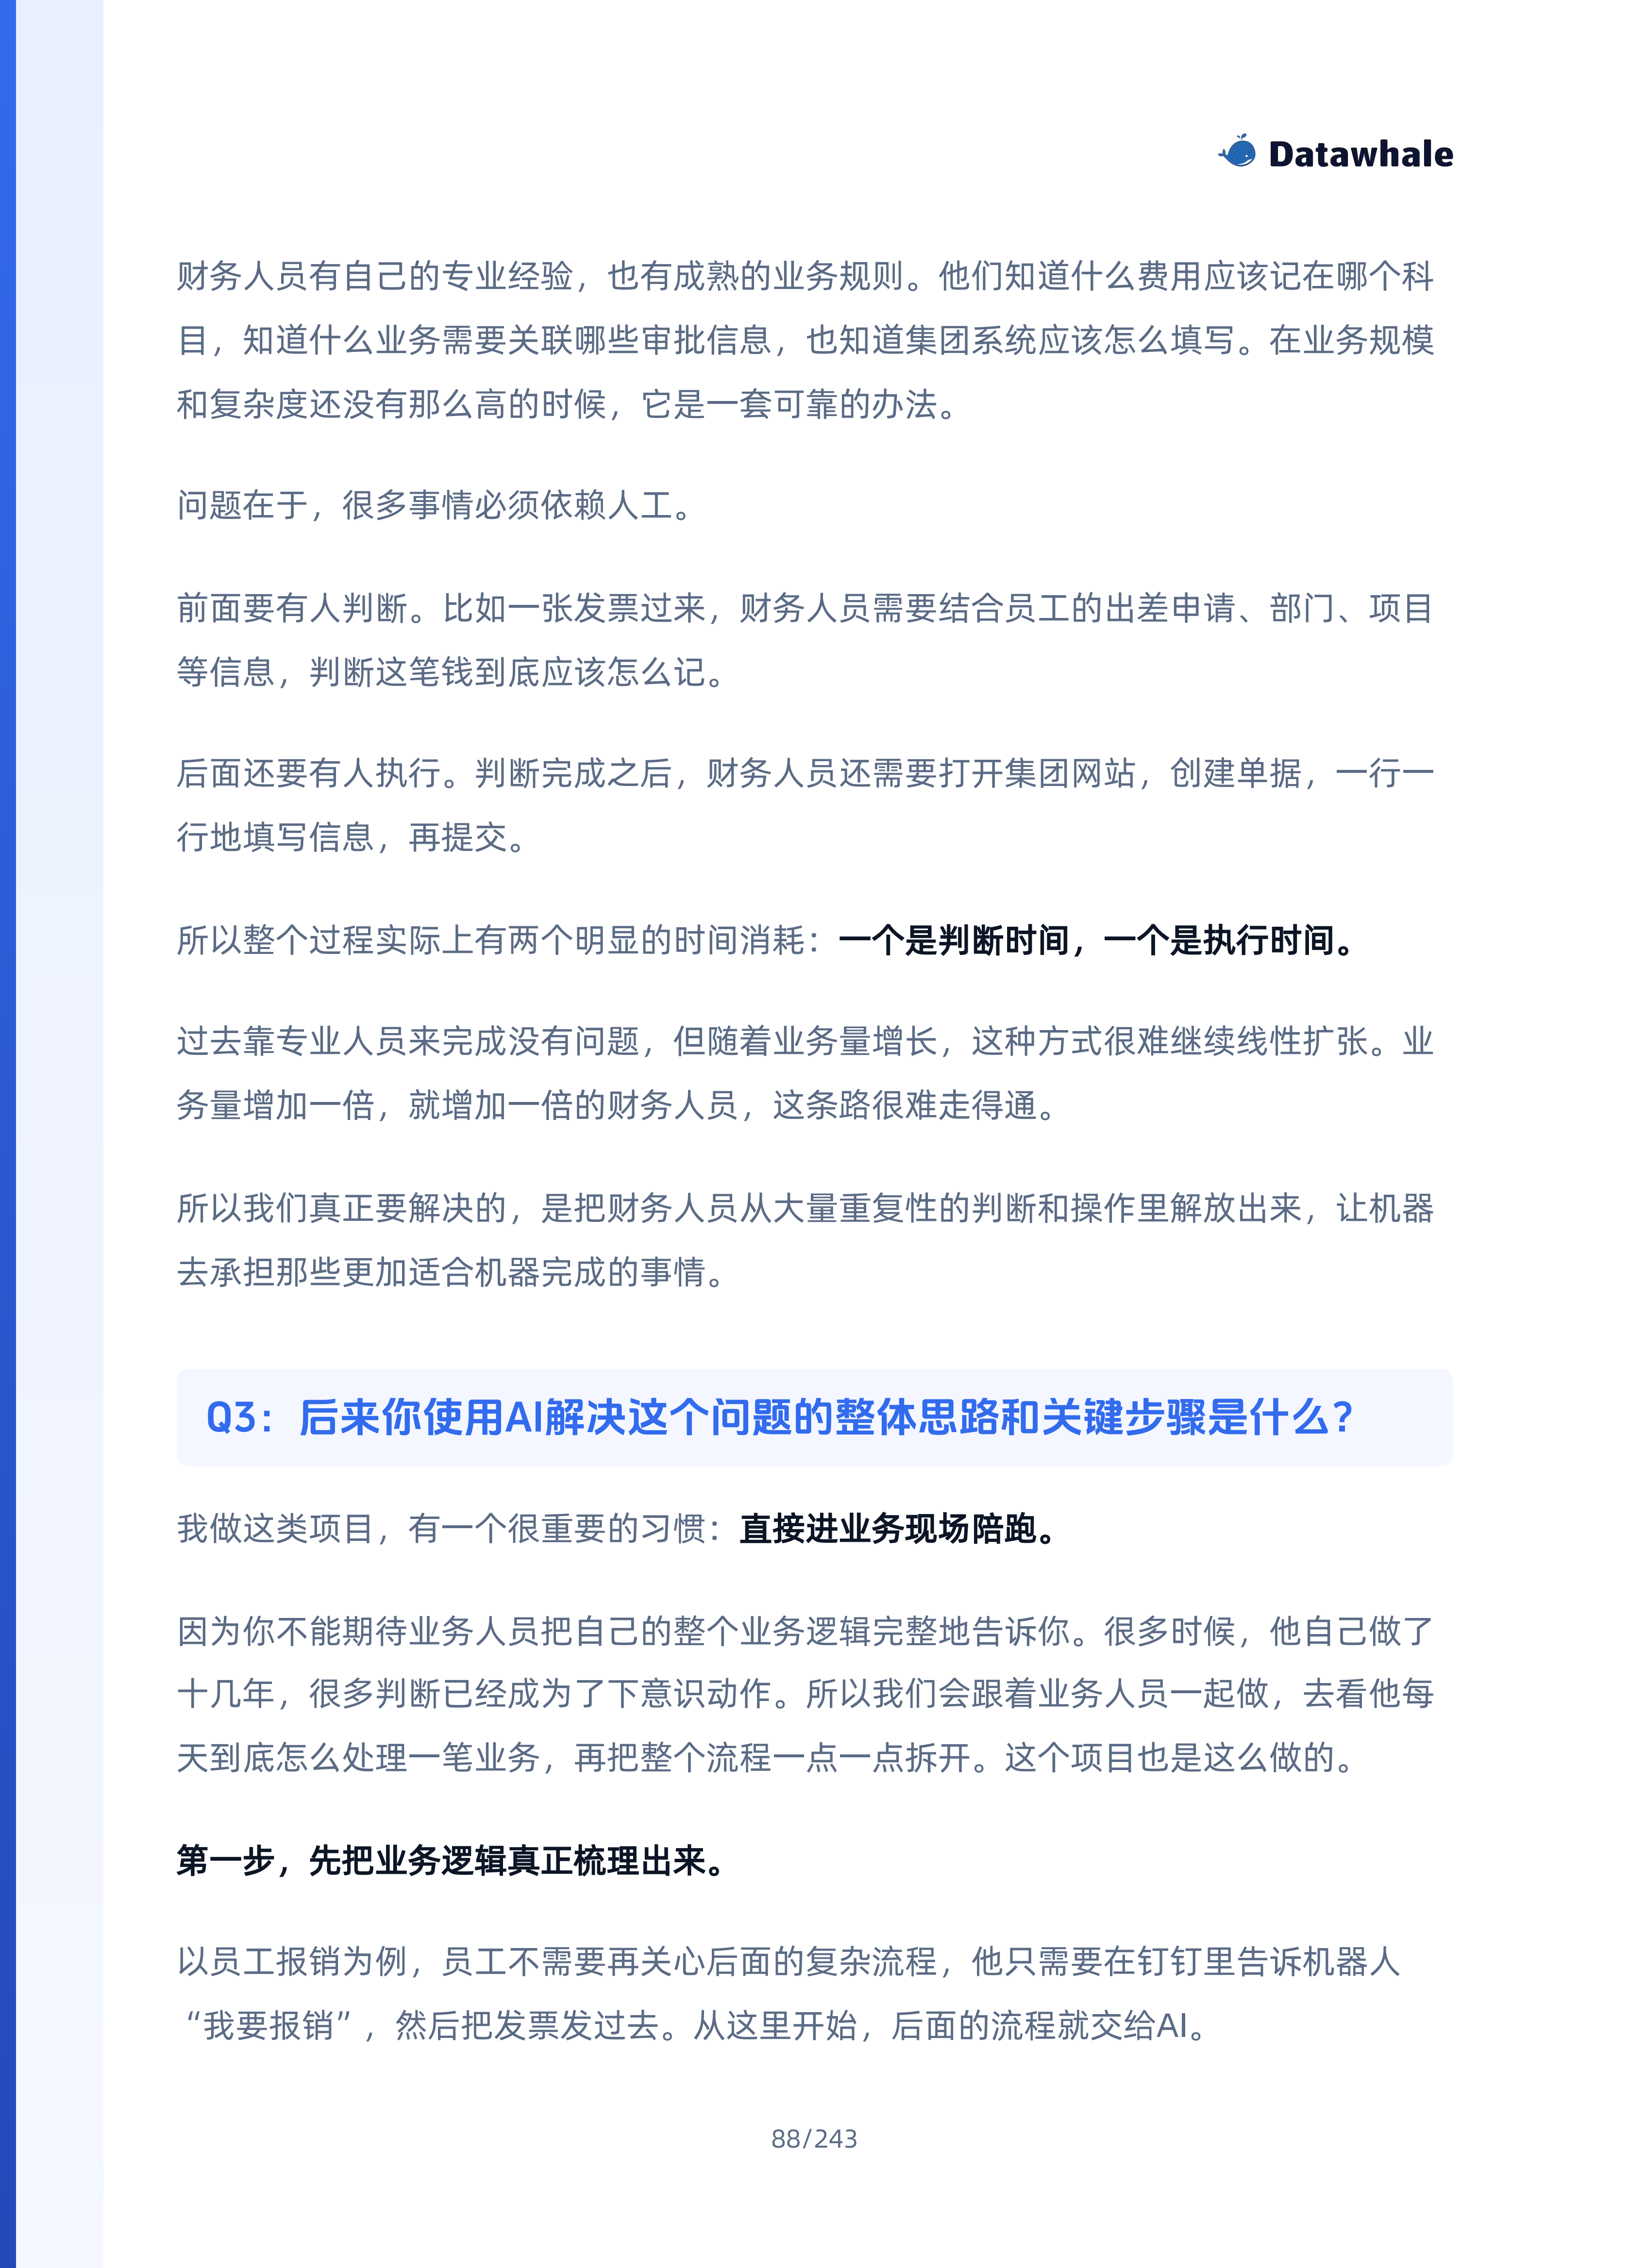 Datawhale
财务人员有自己的专业经验，也有成熟的业务规则。他们知道什么费用应该记在哪个科
目，知道什么业务需要关联哪些审批信息，也知道集团系统应该怎么填写。在业务规模
和复杂度还没有那么高的时候，它是一套可靠的办法。
问题在于，很多事情必须依赖人工。
前面要有人判断。比如一张发票过来，财务人员需要结合员工的出差申请、部门、项目
等信息，判断这笔钱到底应该怎么记。
后面还要有人执行。判断完成之后，财务人员还需要打开集团网站，创建单据，一行一
行地填写信息，再提交。
所以整个过程实际上有两个明显的时间消耗：一个是判断时间，一个是执行时间。
过去靠专业人员来完成没有问题，但随着业务量增长，这种方式很难继续线性扩张。业
务量增加一倍，就增加一倍的财务人员，这条路很难走得通。
所以我们真正要解决的，是把财务人员从大量重复性的判断和操作里解放出来，让机器
去承担那些更加适合机器完成的事情。
Q3：后来你使用AI解决这个问题的整体思路和关键步骤是什么？
我做这类项目，有一个很重要的习惯：直接进业务现场陪跑。
因为你不能期待业务人员把自己的整个业务逻辑完整地告诉你。很多时候，他自己做了
十几年，很多判断已经成为了下意识动作。所以我们会跟着业务人员一起做，去看他每
天到底怎么处理一笔业务，再把整个流程一点一点拆开。这个项目也是这么做的。
第一步，先把业务逻辑真正梳理出来。
以员工报销为例，员工不需要再关心后面的复杂流程，他只需要在钉钉里告诉机器人
“我要报销”，然后把发票发过去。从这里开始，后面的流程就交给AI。
88/243